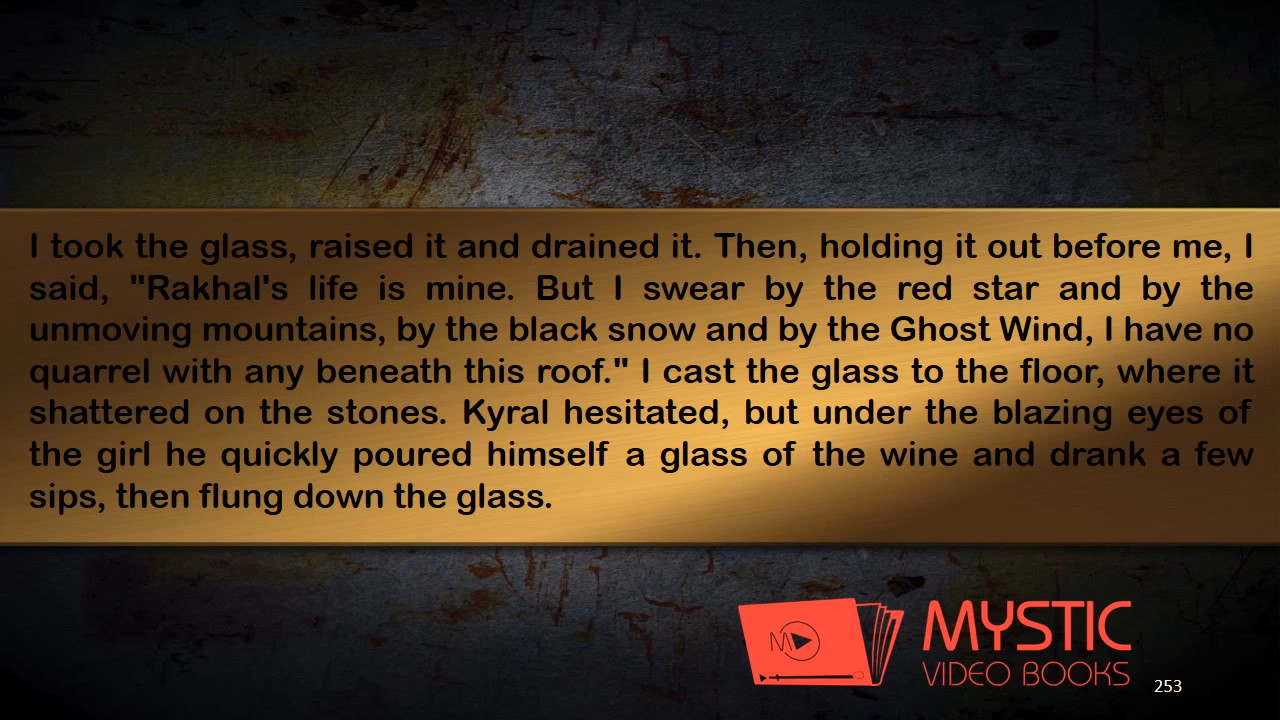 I took the glass, raised it and drained it. Then, holding it out before me, I
said, "Rakhal's life is mine. But I swear by the red star and by the
unmoving mountains, by the black snow and by the Ghost Wind, I have no
quarrel with any beneath this roof." I cast the glass to the floor, where it
shattered on the stones. Kyral hesitated, but under the blazing eyes of
the girl he quickly poured himself a glass of the wine and drank a few
sips, then flung down the glass.
MYSTIC
VIDEO BOOKS
253